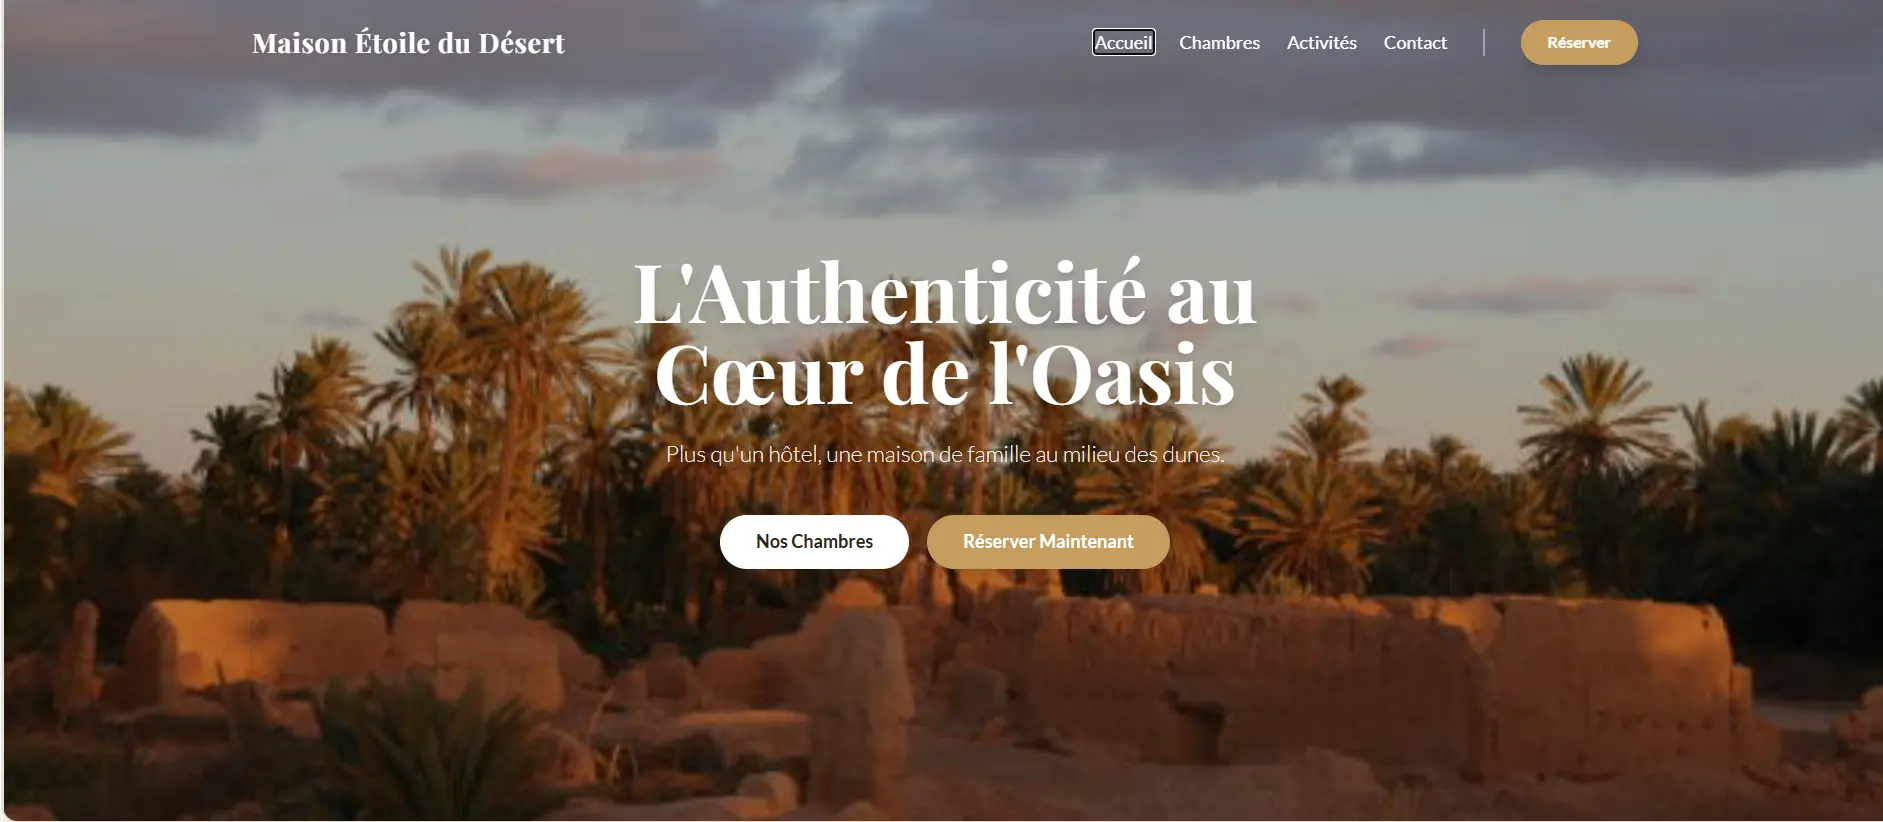 Maison Étoile du Désert
Accueil Chambres Activités Contact Réserver
L'Authenticité au
Cœur de l'Oasis
Plus qu'un hôtel, une maison de famille au milieu des dunes.
Nos Chambres Réserver Maintenant